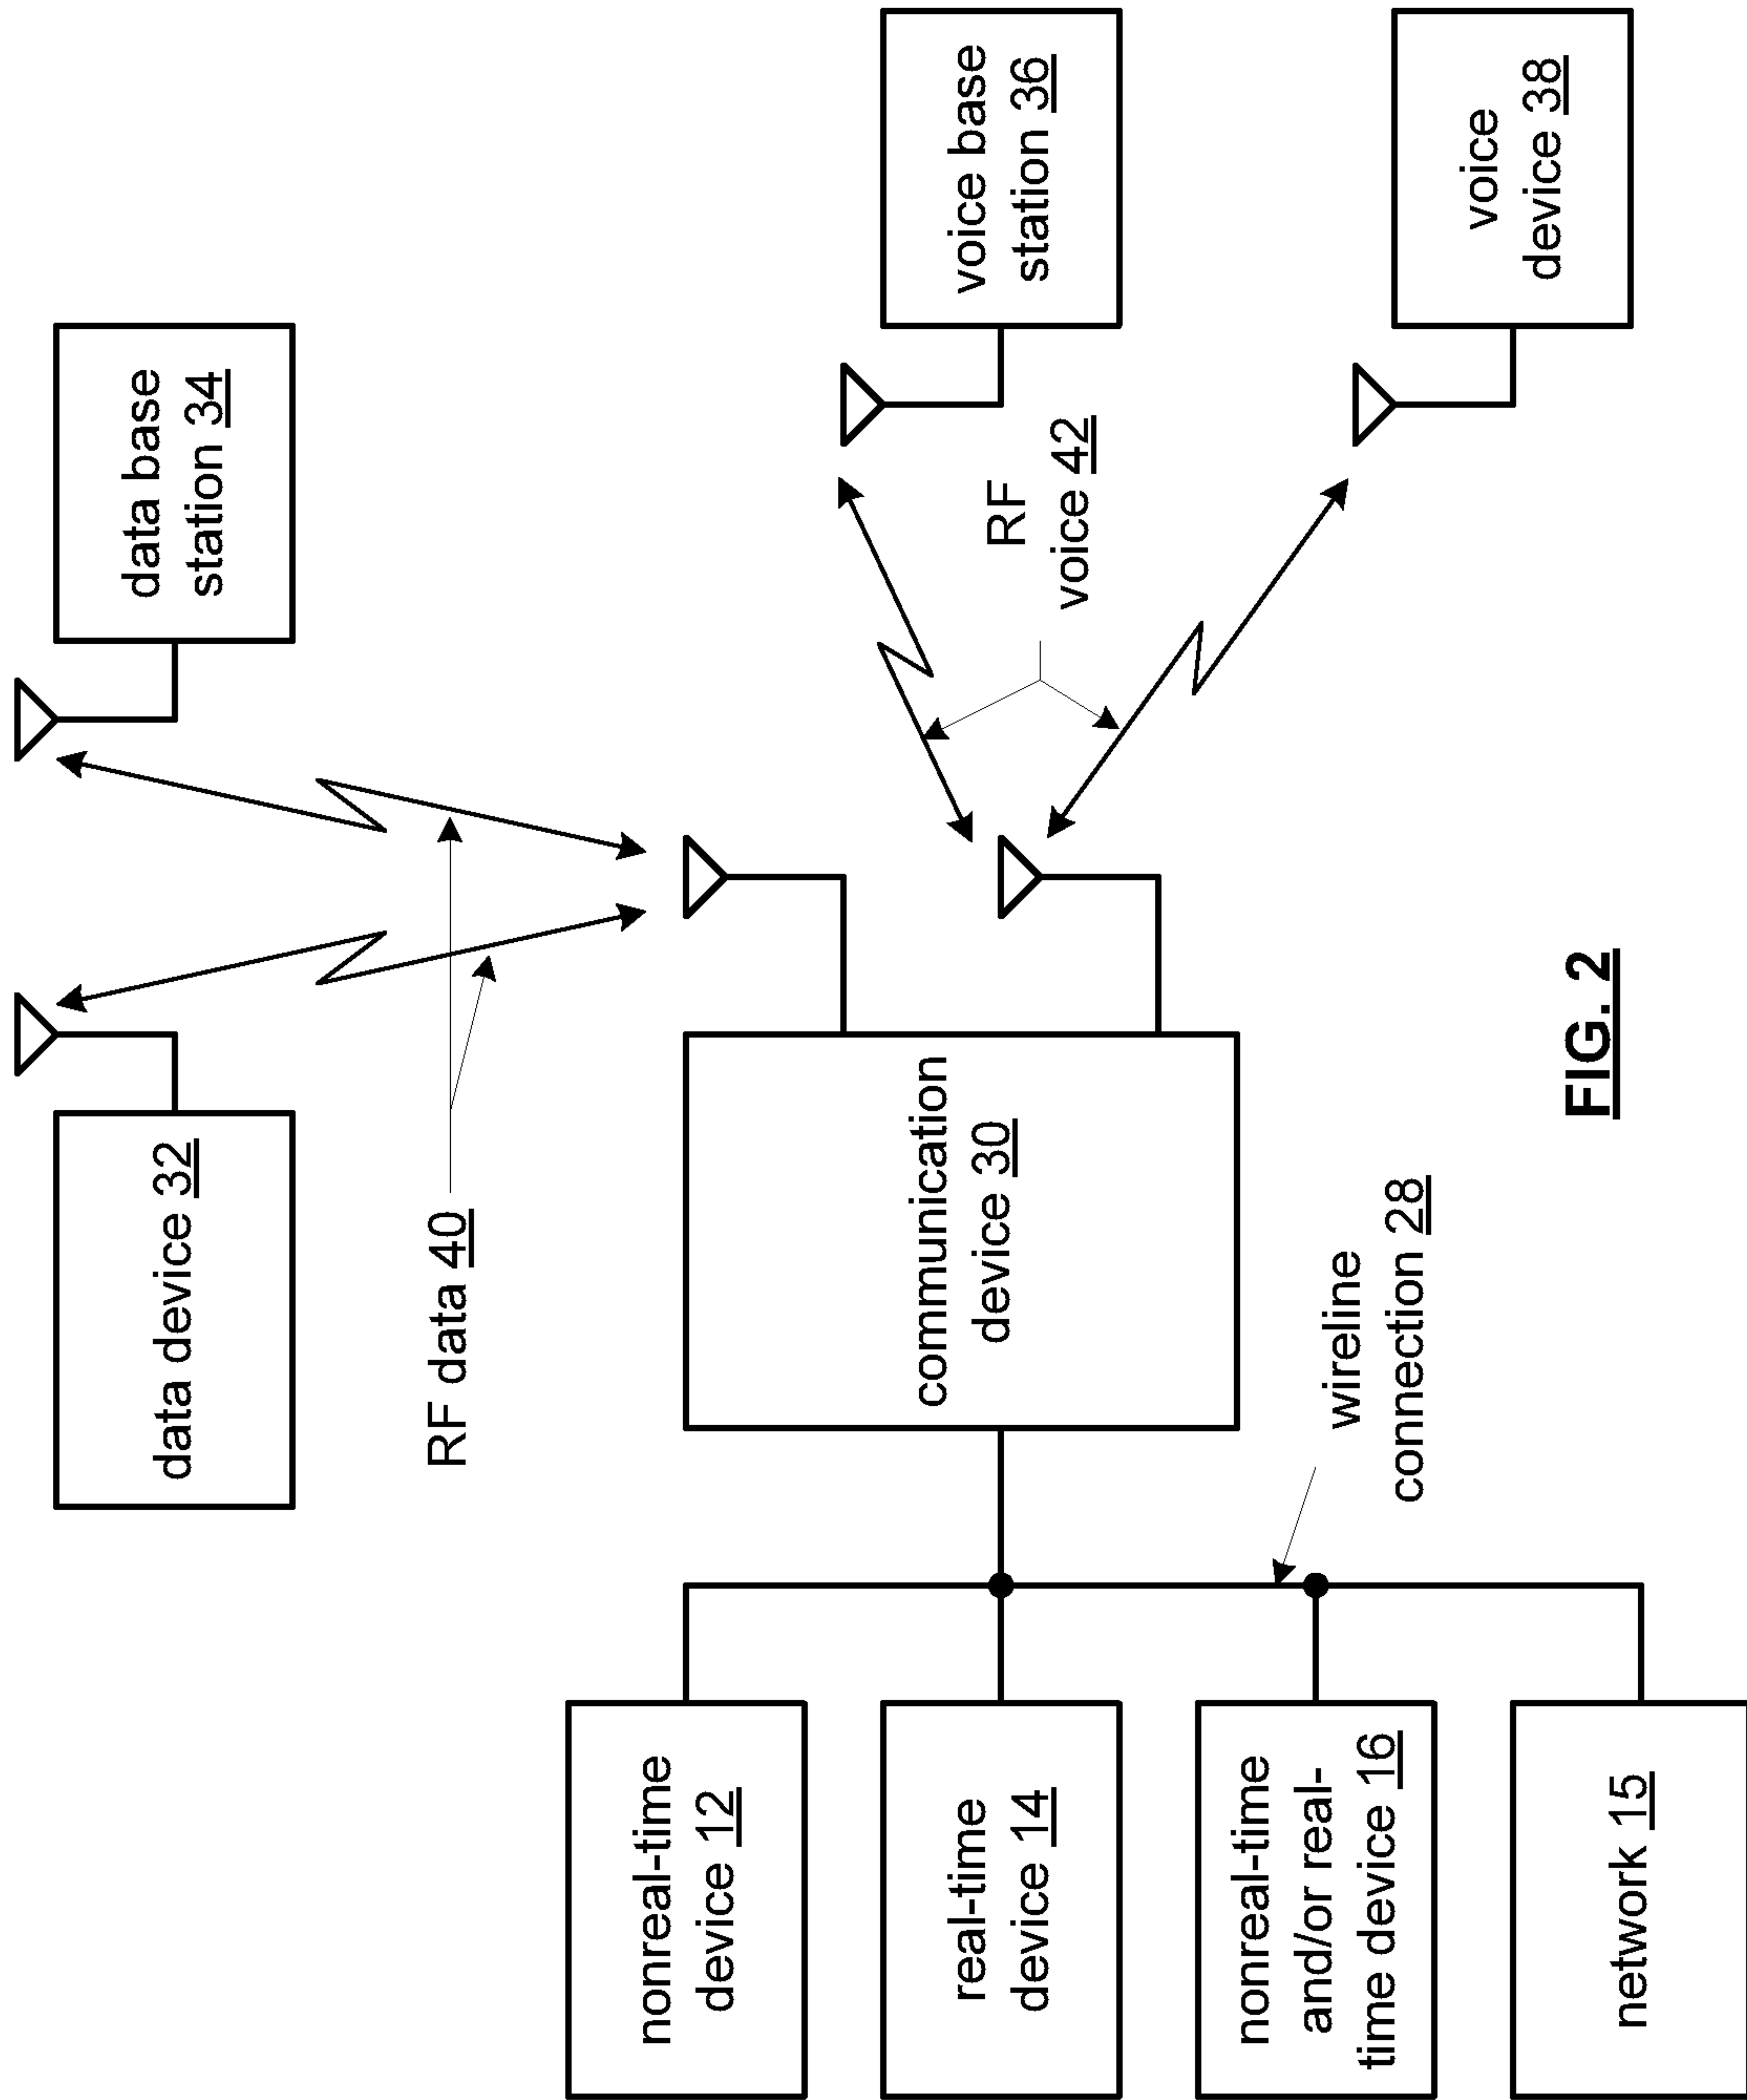 data device 32
data base
station 34
RF data 40
nonreal-time
device 12
communication
device 30
voice base
station 36
RF
voice 42
real-time
device 14
nonreal-time
and/or real-
time device 16
wireline
connection 28
voice
device 38
network 15
FIG. 2